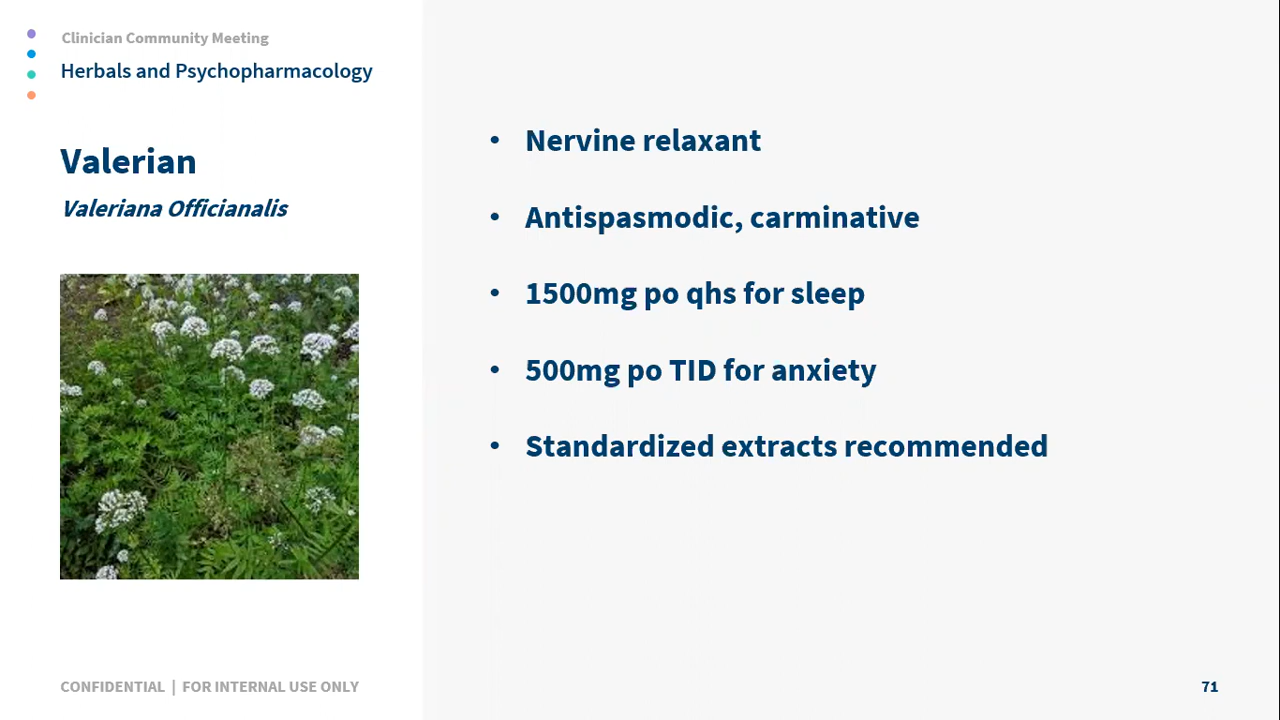 Clinician Community Meeting
Herbals and Psychopharmacology
Valerian
Valeriana Officianalis
• Nervine relaxant
• Antispasmodic, carminative
• 1500mg po qhs for sleep
• 500mg po TID for anxiety
• Standardized extracts recommended
CONFIDENTIAL | FOR INTERNAL USE ONLY
71